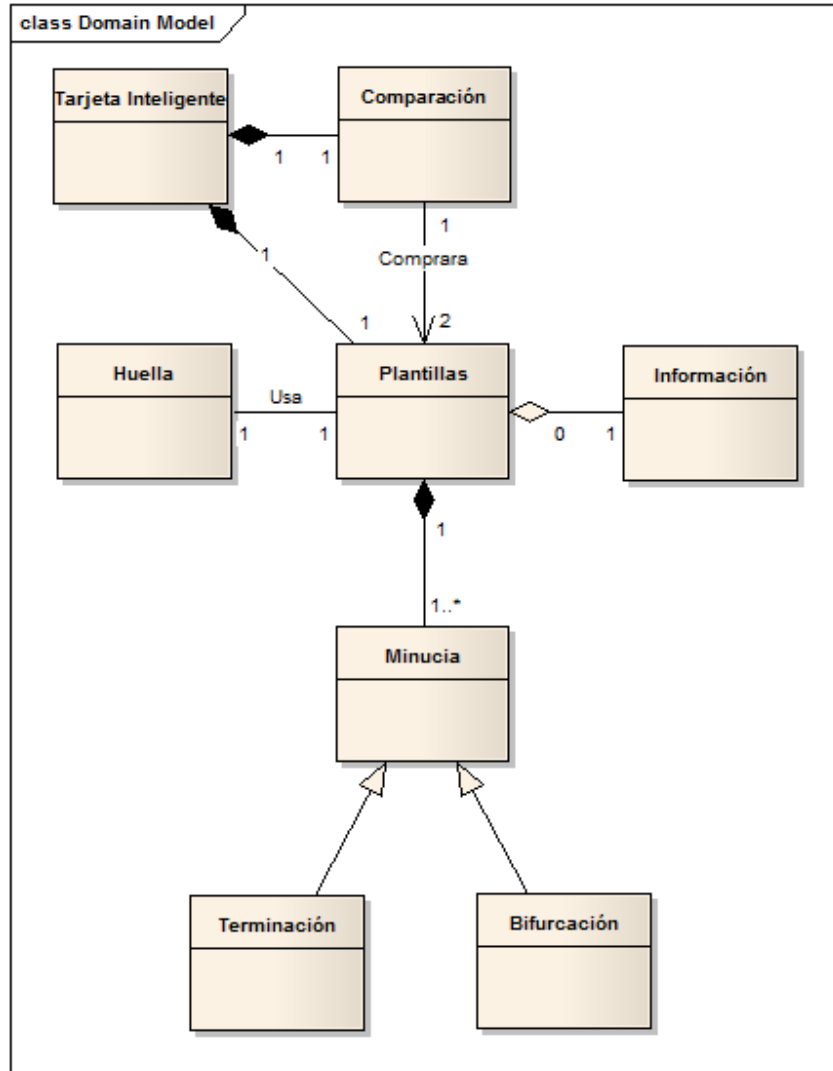 class Domain Model
Tarjeta Inteligente
Comparación
1
1
1
1
Comprara
1
1
2
Huella
Usa
1
1
Plantillas
0
1
Información
1
1..*
Minucia
Terminación
Bifurcación